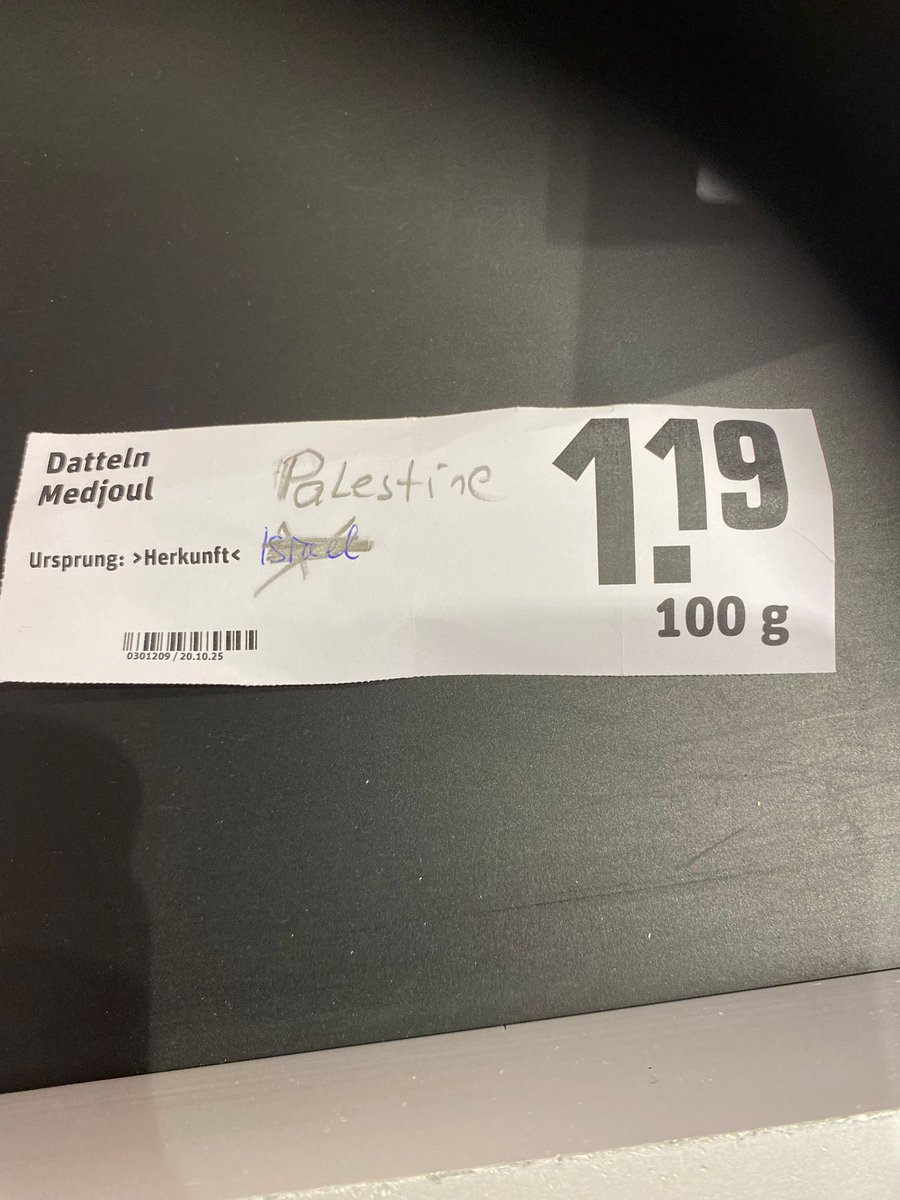 Datteln
Medjoul
Palestine
Ursprung: >Herkunft< Israel
0301209 / 20.10.25
1.19
100 g